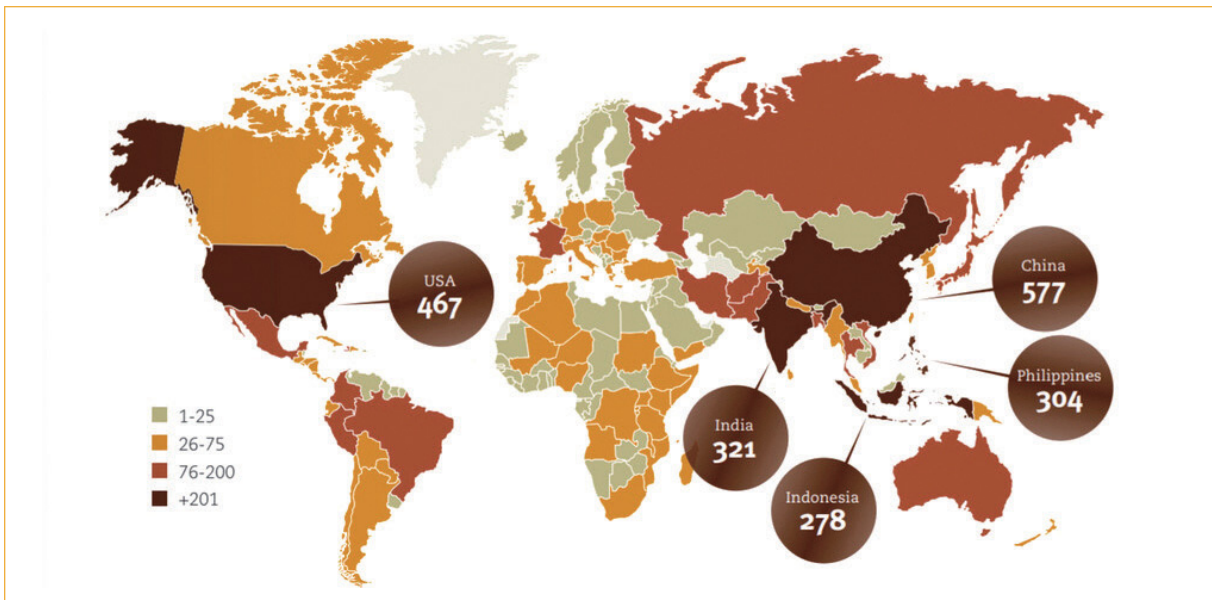 USA
467
China
577
Philippines
304
India
321
Indonesia
278
1-25
26-75
76-200
+201